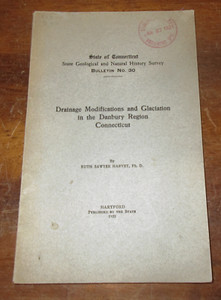 State of Connecticut
State Geological and Natural History Survey
Bulletin No. 30
Drainage Modifications and Glaciation
in the Danbury Region
Connecticut
By
RUTH SAWYER HARVEY, Ph. D.
HARTFORD
Published by the State
1920